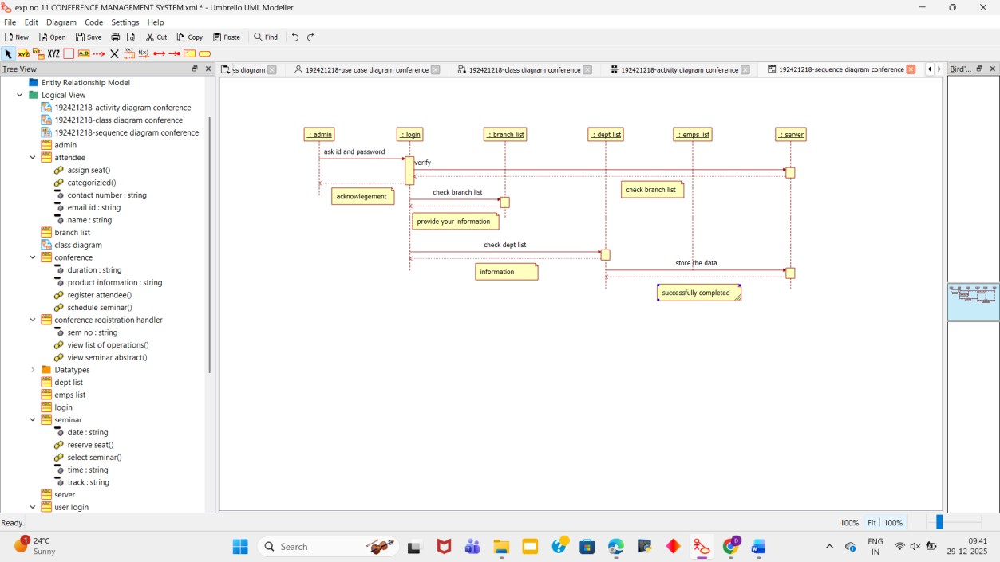 exp no 11 CONFERENCE MANAGEMENT SYSTEM.xmi * - Umbrello UML Modeller
File Edit Diagram Code Settings Help
New Open Save Cut Copy Paste Find
XYZ A:B f(x) f(x)
Tree View
ss diagram 192421218-use case diagram conference 192421218-class diagram conference 192421218-activity diagram conference 192421218-sequence diagram conference
Bird'...
Entity Relationship Model
Logical View
192421218-activity diagram conference
192421218-class diagram conference
192421218-sequence diagram conference
admin
attendee
assign seat()
categorizied()
contact number : string
email id : string
name : string
branch list
class diagram
conference
duration : string
product information : string
register attendee()
schedule seminar()
conference registration handler
sem no : string
view list of operations()
view seminar abstract()
Datatypes
dept list
emps list
login
seminar
date : string
reserve seat()
select seminar()
time : string
track : string
server
user login
: admin : login : branch list : dept list : emps list : server
ask id and password
verify
check branch list
check branch list
acknowlegement
provide your information
check dept list
store the data
information
successfully completed
Ready.
100% Fit 100%
1
24°C
Sunny
Search
D
ENG
IN
09:41
29-12-2025